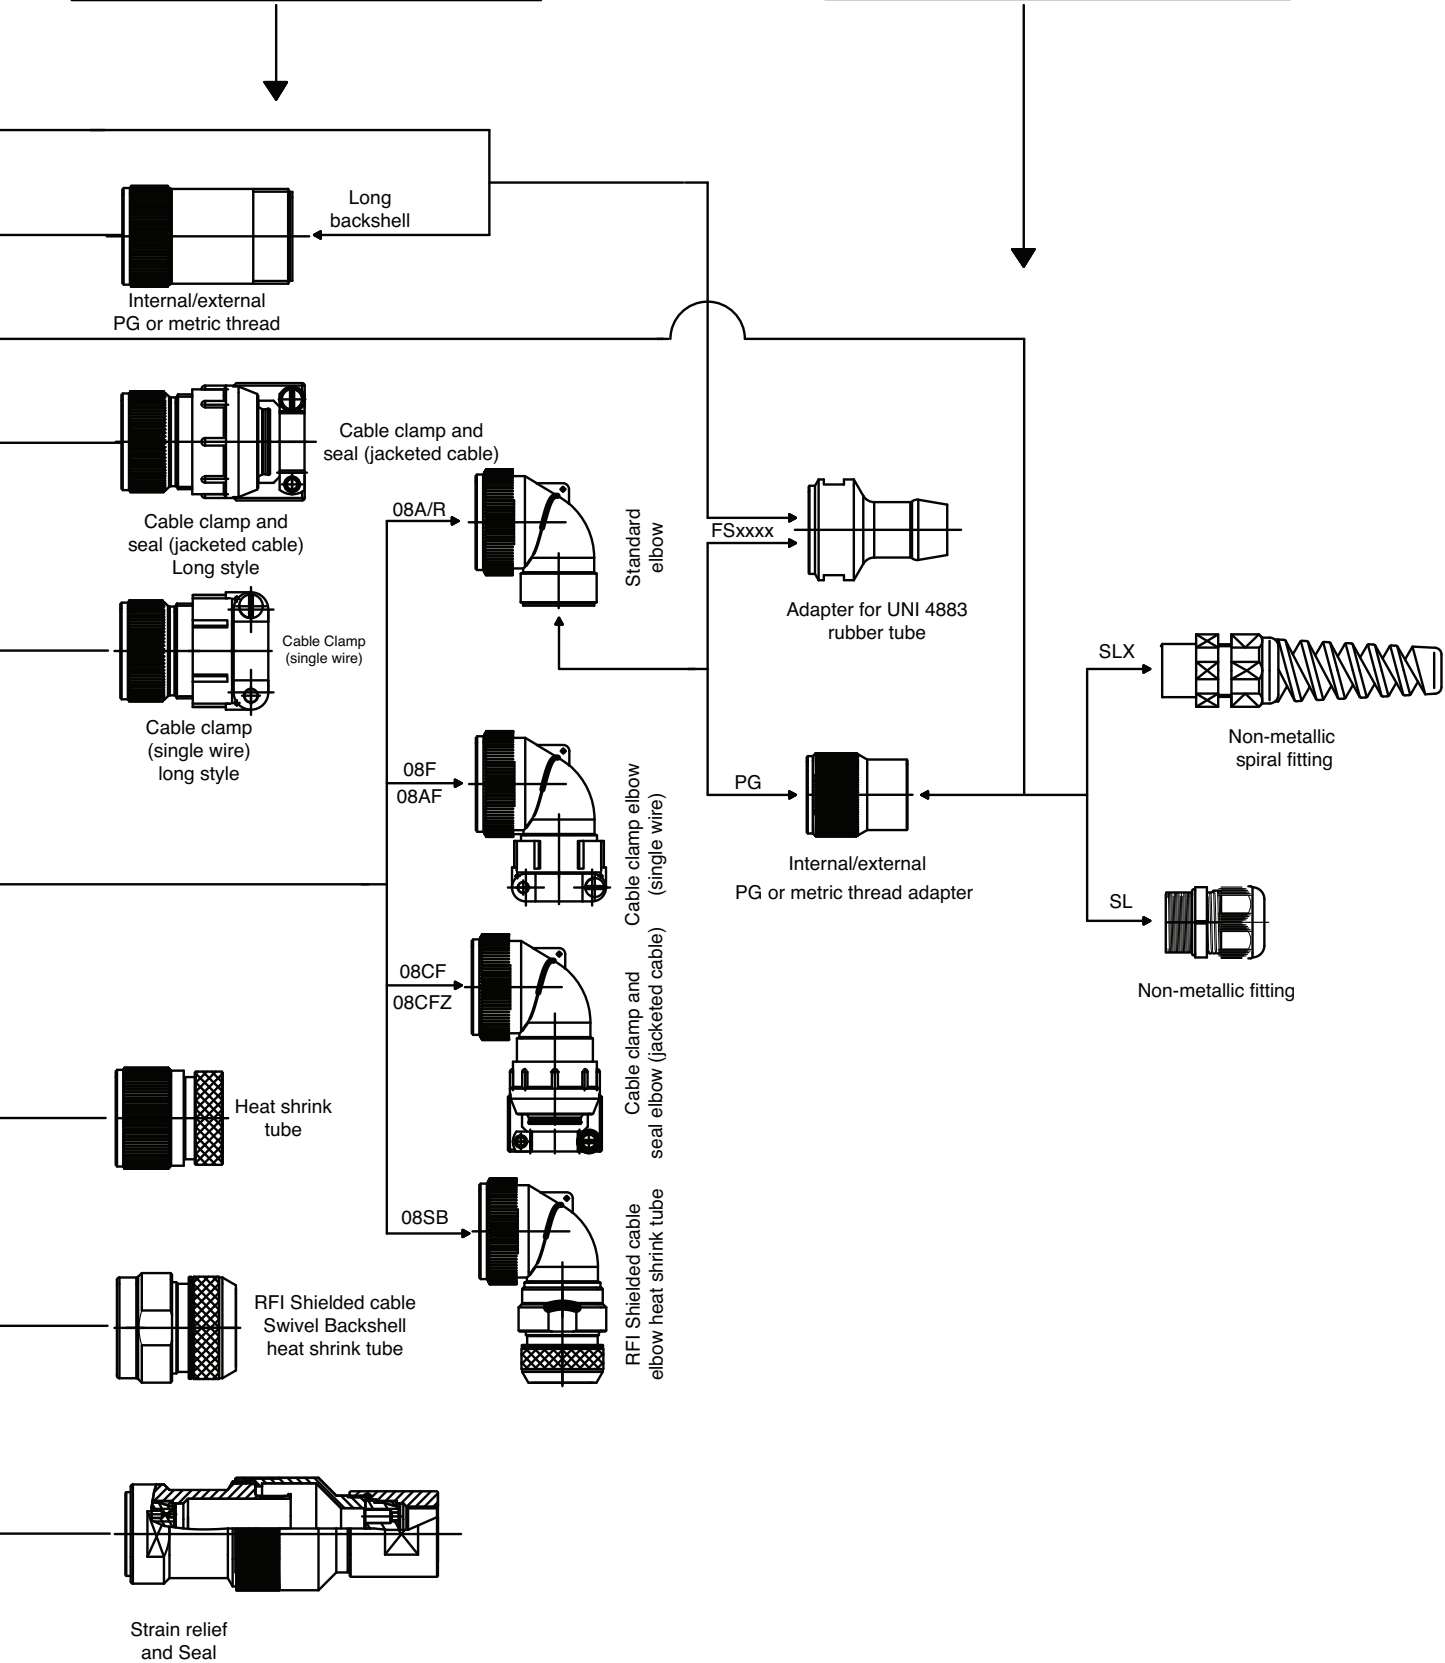 Long
backshell
Internal/external
PG or metric thread
Cable clamp and
seal (jacketed cable)
Cable clamp and
seal (jacketed cable)
Long style
Cable Clamp
(single wire)
Cable clamp
(single wire)
long style
08A/R
Standard
elbow
FSxxxx
Adapter for UNI 4883
rubber tube
08F
08AF
Cable clamp elbow
(single wire)
PG
Internal/external
PG or metric thread adapter
SLX
Non-metallic
spiral fitting
SL
Non-metallic fitting
08CF
08CFZ
Cable clamp and
seal elbow (jacketed cable)
Heat shrink
tube
08SB
RFI Shielded cable
elbow heat shrink tube
RFI Shielded cable
Swivel Backshell
heat shrink tube
Strain relief
and Seal